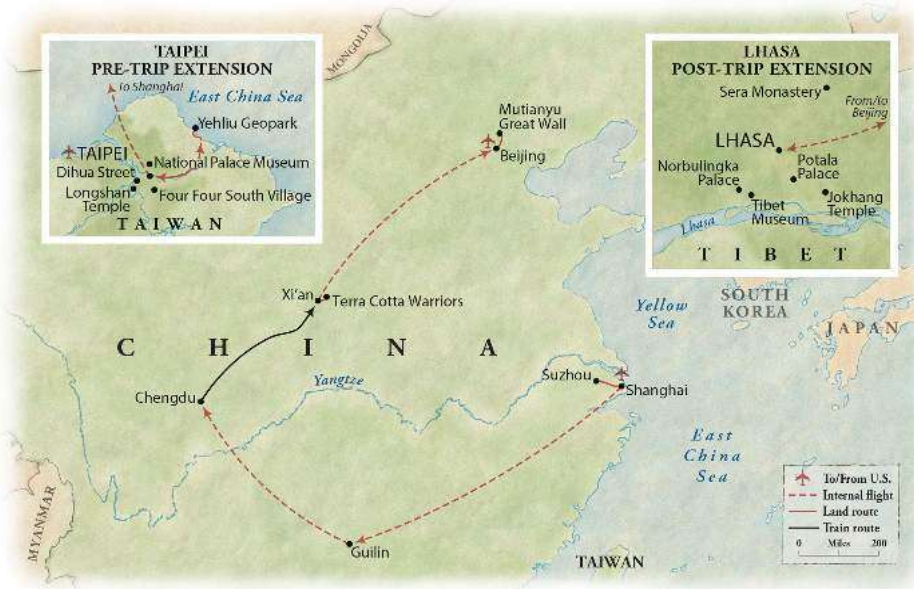 TAIPEI
PRE-TRIP EXTENSION
To Shanghai
East China Sea
Yehliu Geopark
TAIPEI
National Palace Museum
Dihua Street
Longshan
Temple
Four Four South Village
TAIWAN
MONGOLIA
LHASA
POST-TRIP EXTENSION
Sera Monastery
From/to
Beijing
LHASA
Norbulingka
Palace
Potala
Palace
Tibet
Museum
Jokhang
Temple
Lhasa
TIBET
Mutianyu
Great Wall
Beijing
Xi'an
Terra Cotta Warriors
CHINA
Yellow
Sea
SOUTH
KOREA
JAPAN
Chengdu
Yangtze
Suzhou
Shanghai
East
China
Sea
MYANMAR
Guilin
TAIWAN
To/From U.S.
Internal flight
Land route
Train route
0 Miles 200